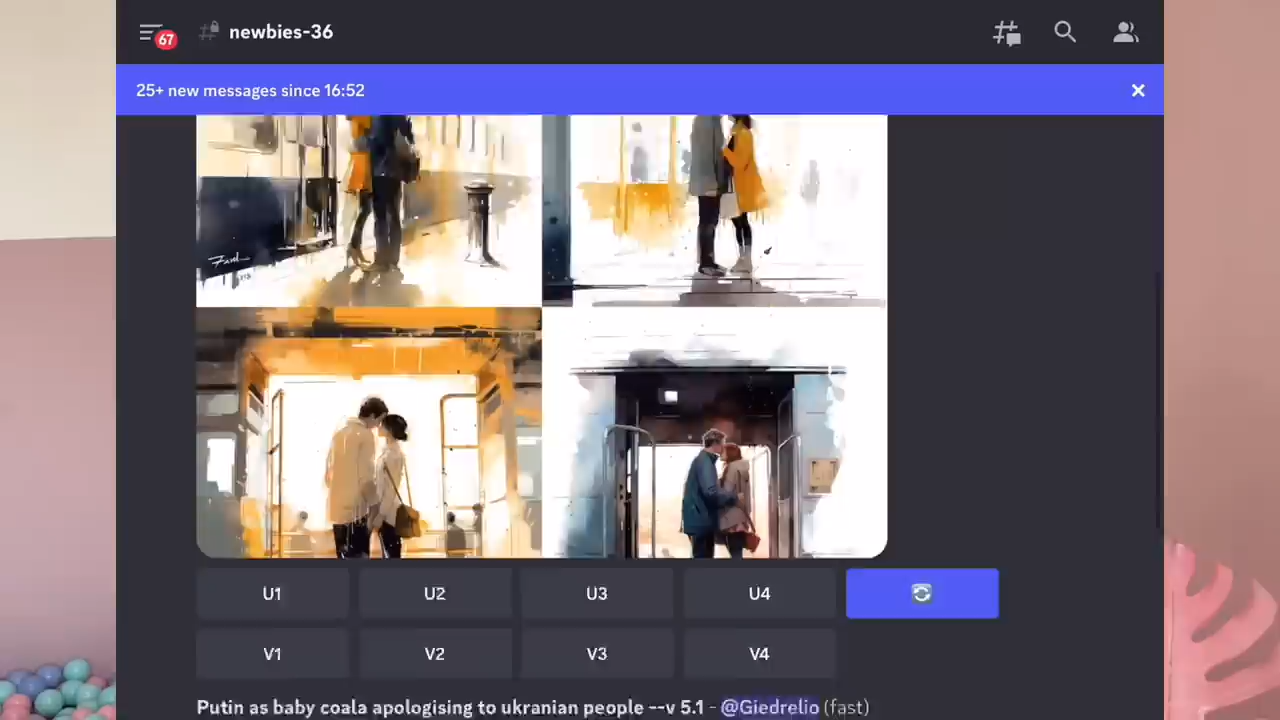 67
newbies-36
25+ new messages since 16:52
U1 U2 U3 U4
V1 V2 V3 V4
Putin as baby coala apologising to ukranian people --v 5.1 - @Giedrelio (fast)